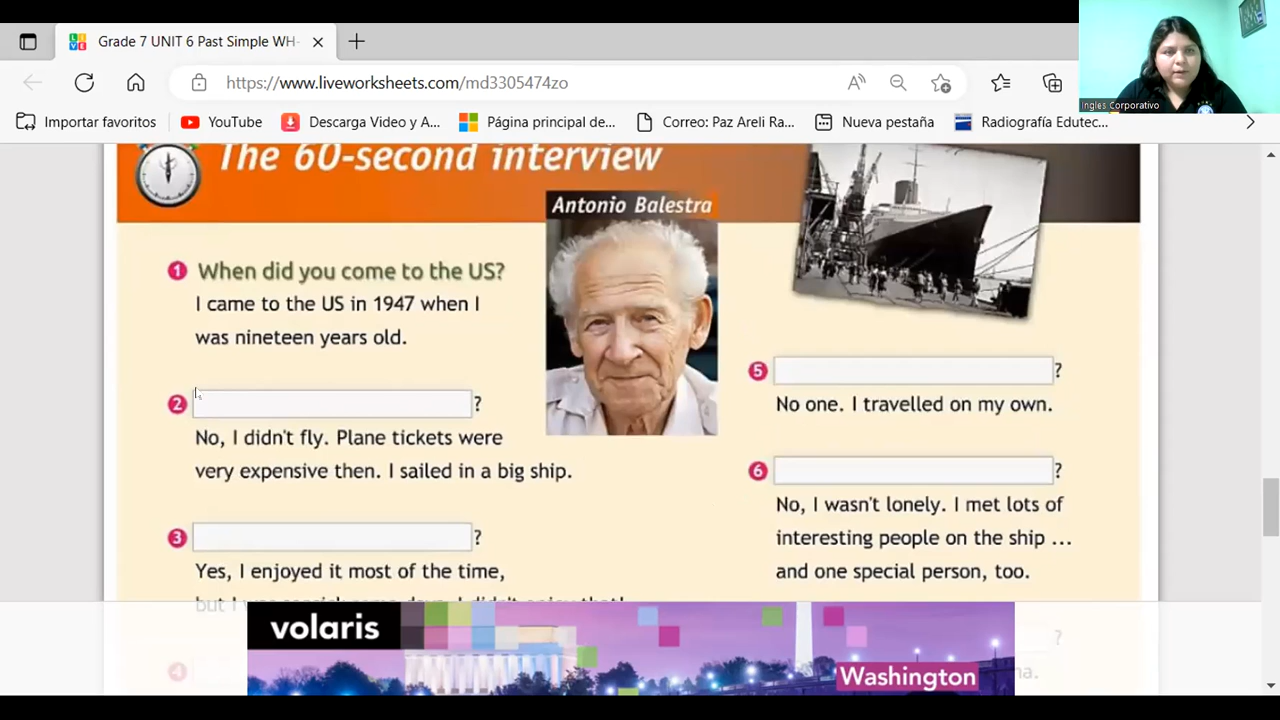 Grade 7 UNIT 6 Past Simple WH-
https://www.liveworksheets.com/md3305474zo
Ingles Corporativo
Importar favoritos
YouTube
Descarga Video y A...
Página principal de...
Correo: Paz Areli Ra...
Nueva pestaña
Radiografía Edutec...
The 60-second interview
Antonio Balestra
1 When did you come to the US?
I came to the US in 1947 when I
was nineteen years old.
2 ?
No, I didn't fly. Plane tickets were
very expensive then. I sailed in a big ship.
3 ?
Yes, I enjoyed it most of the time,
4
5 ?
No one. I travelled on my own.
6 ?
No, I wasn't lonely. I met lots of
interesting people on the ship ...
and one special person, too.
?
volaris
Washington